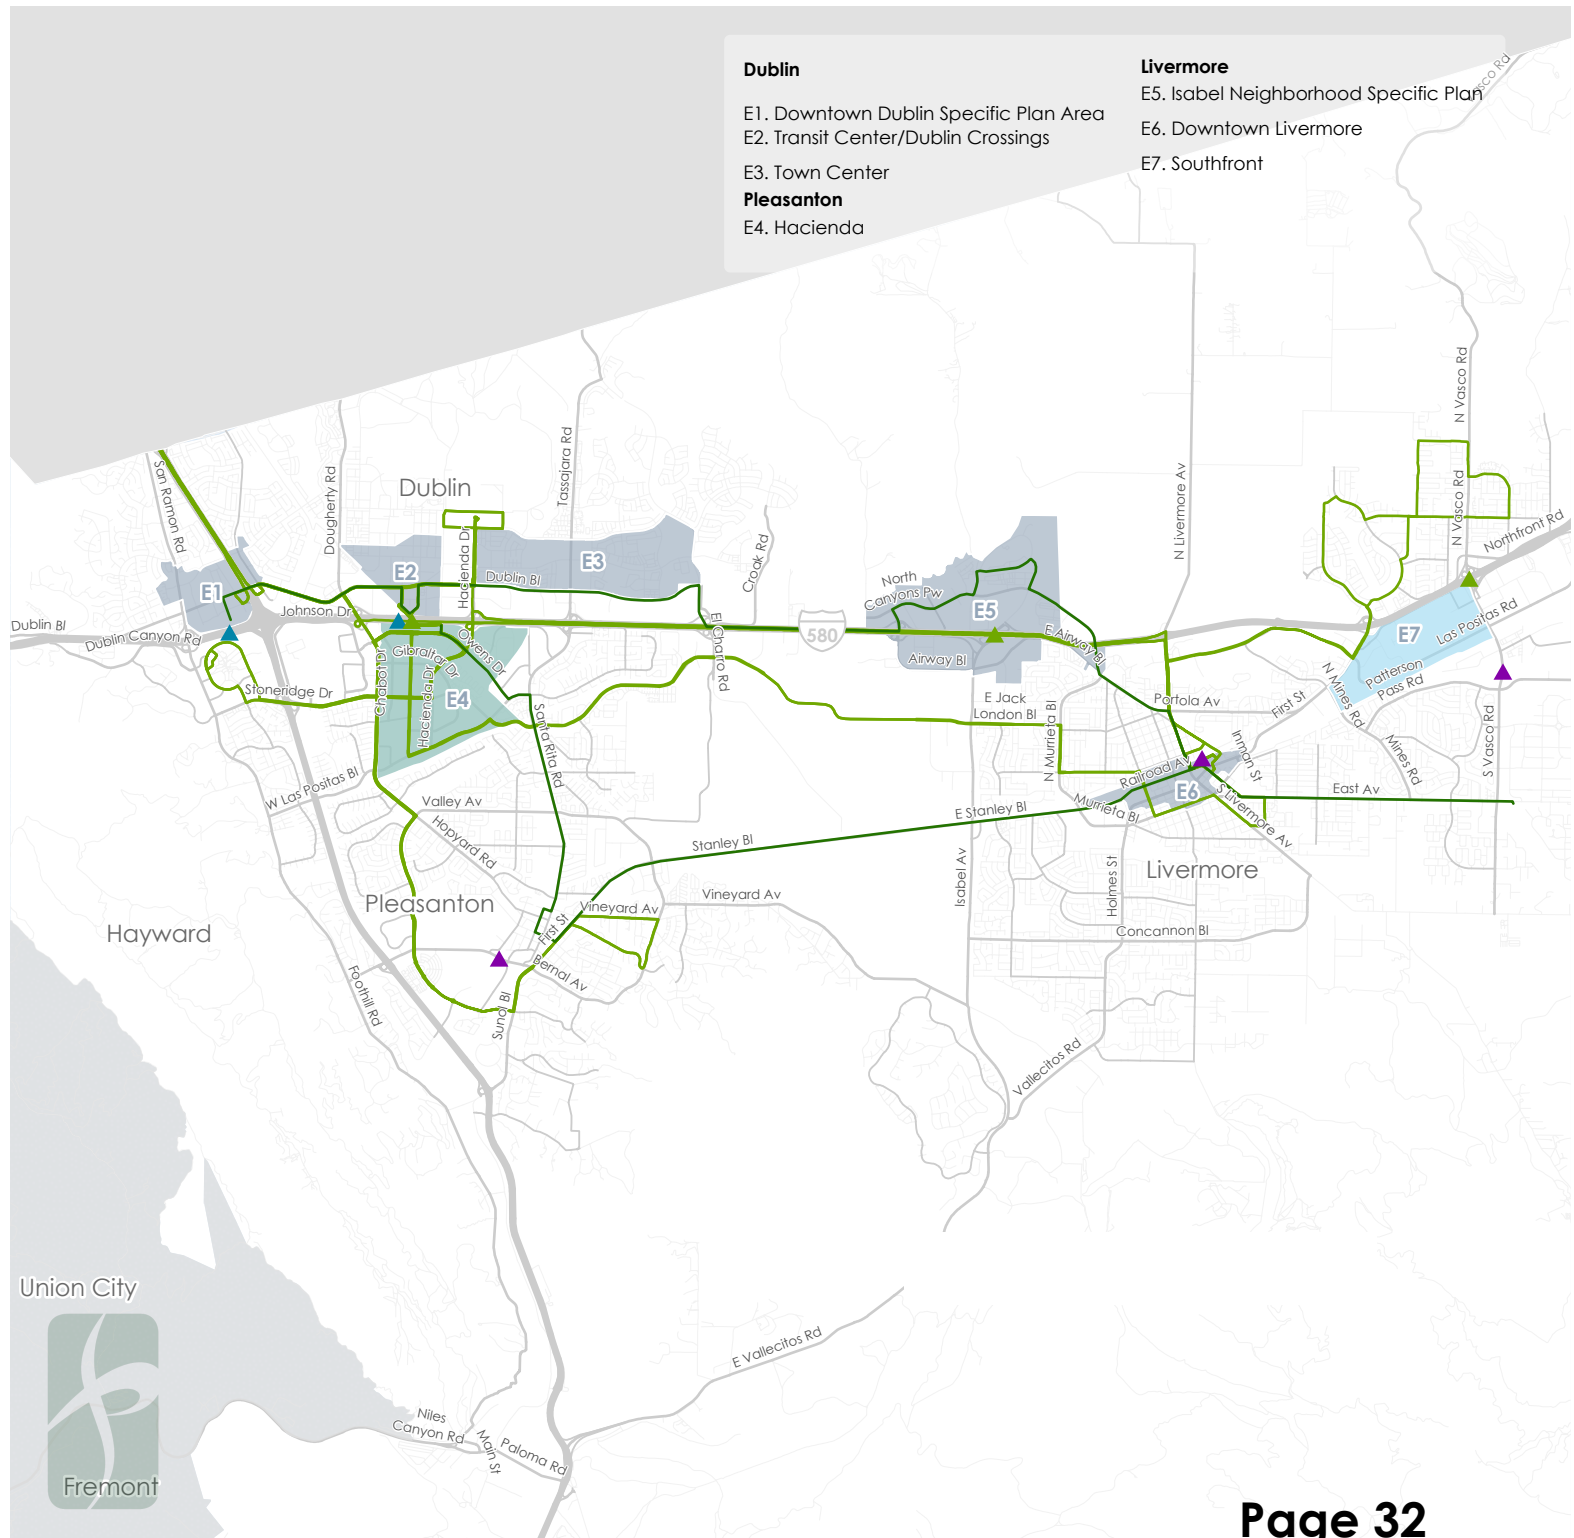 Dublin
E1. Downtown Dublin Specific Plan Area
E2. Transit Center/Dublin Crossings
E3. Town Center
Pleasanton
E4. Hacienda
Livermore
E5. Isabel Neighborhood Specific Plan
E6. Downtown Livermore
E7. Southfront
sco Rd
N Vasco Rd
San Ramon Rd
Dougherty Rd
Dublin
Tassajara Rd
Hacienda Dr
Croak Rd
N Livermore Av
N Vasco Rd
Northfront Rd
E1
E2
E3
Dublin Bl
North
Canyons Pw
E5
Johnson Dr
580
El Charro Rd
E Airway Bl
Airway Bl
E7
Las Positas Rd
Patterson
Pass Rd
Dublin Bl
Dublin Canyon Rd
Owens Dr
Gibraltar Dr
Chabot Dr
Hacienda Dr
E4
Stoneridge Dr
Santa Rita Rd
E Jack
London Bl
N Murrieta Bl
Portola Av
First St
N Mines Rd
Mines Rd
S Vasco Rd
Inman St
Railroad Av
E6
Murrieta Bl
S Livermore Av
East Av
W Las Positas Bl
Valley Av
Hopyard Rd
Stanley Bl
E Stanley Bl
Isabel Av
Holmes St
Livermore
Pleasanton
Vineyard Av
Vineyard Av
First St
Bernal Av
Sunol Bl
Concannon Bl
Hayward
Foothill Rd
Vallecitos Rd
Union City
Fremont
E Vallecitos Rd
Niles
Canyon Rd
Main St
Paloma Rd
Page 32